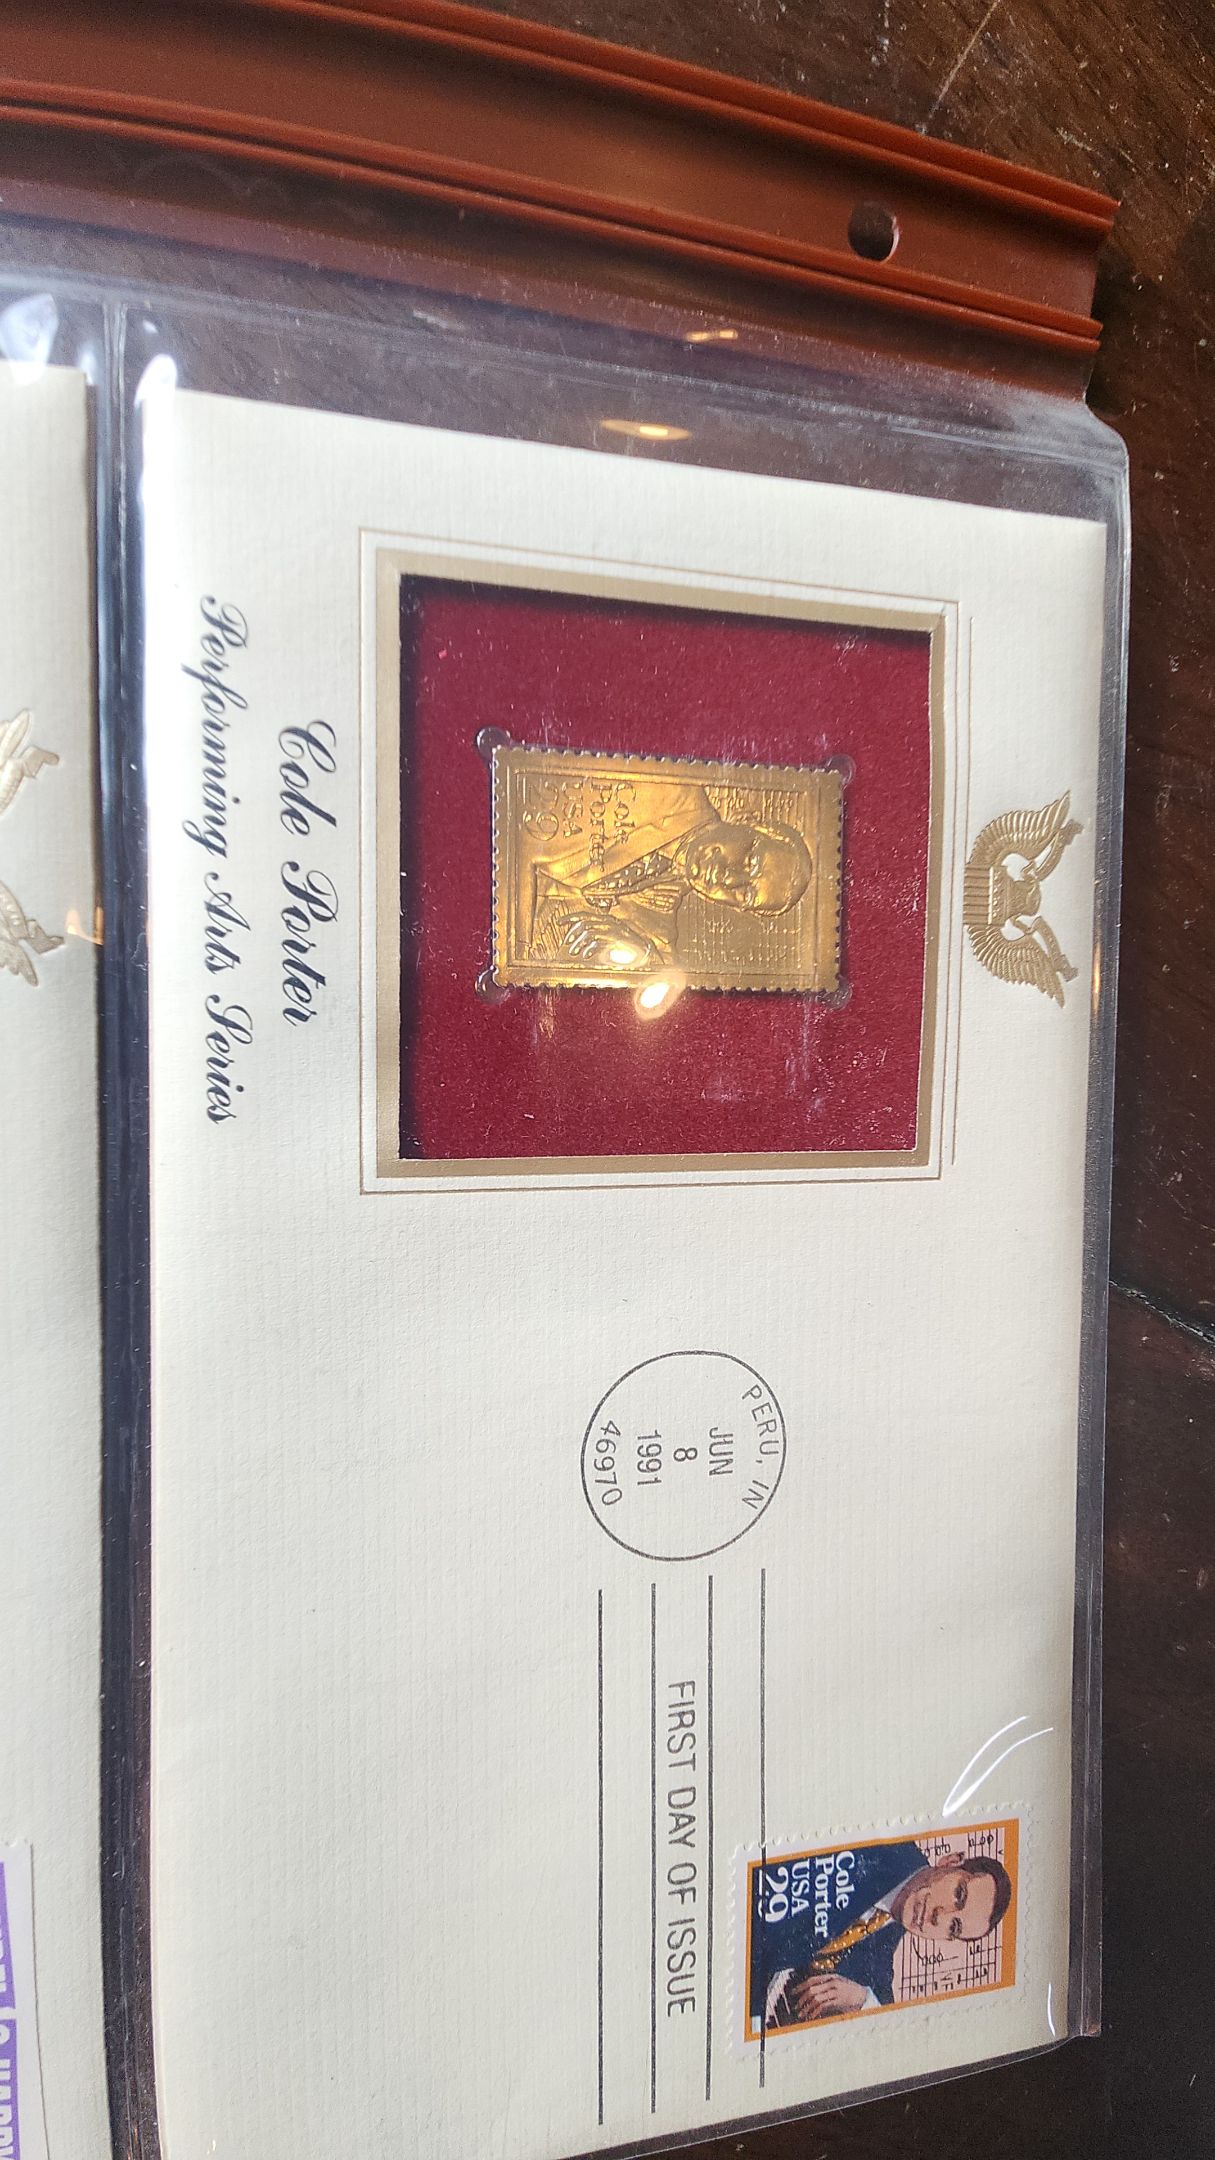 Cole
Porter
USA
29
Cole Porter
Performing Arts Series
PERU, IN
JUN
8
1991
46970
FIRST DAY OF ISSUE
Cole
Porter
USA
29